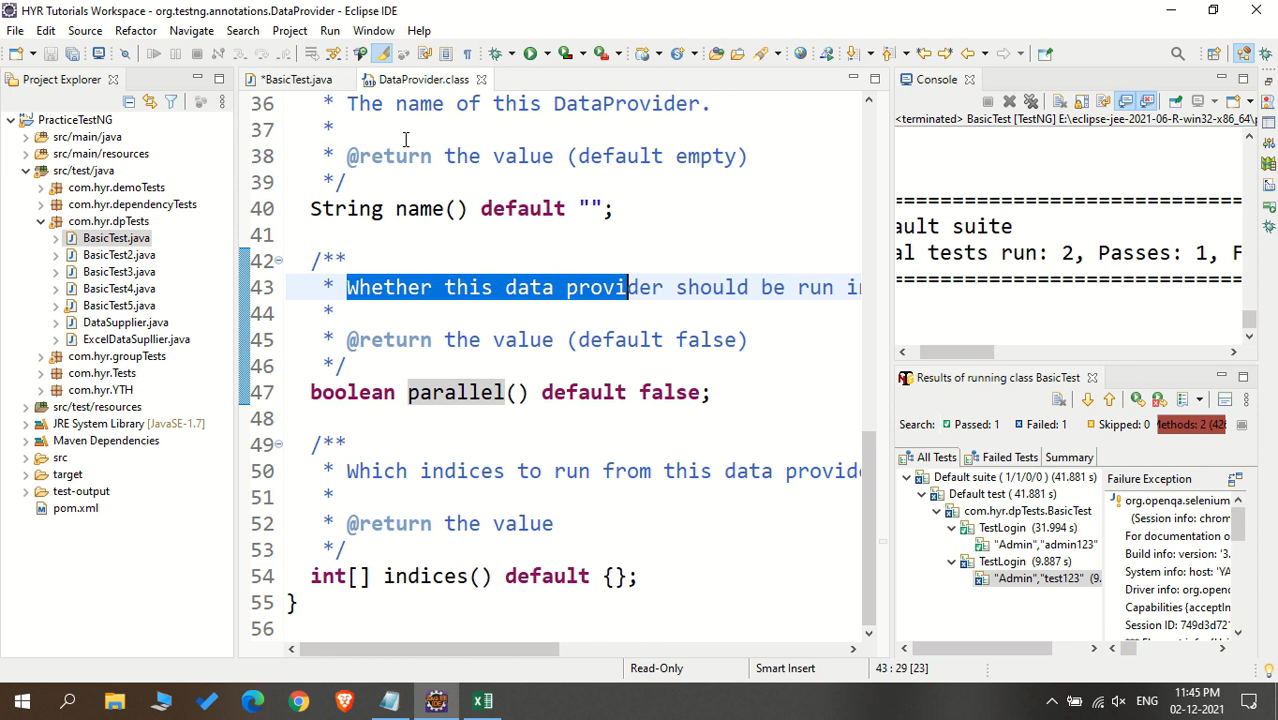 HYR Tutorials Workspace - org.testng.annotations.DataProvider - Eclipse IDE
File Edit Source Refactor Navigate Search Project Run Window Help
Project Explorer
PracticeTestNG
src/main/java
src/main/resources
src/test/java
com.hyr.demoTests
com.hyr.dependencyTests
com.hyr.dpTests
BasicTest.java
BasicTest2.java
BasicTest3.java
BasicTest4.java
BasicTest5.java
DataSupplier.java
ExcelDataSupllier.java
com.hyr.groupTests
com.hyr.Tests
com.hyr.YTH
src/test/resources
JRE System Library [JavaSE-1.7]
Maven Dependencies
src
target
test-output
pom.xml
*BasicTest.java DataProvider.class
36 * The name of this DataProvider.
37 *
38 * @return the value (default empty)
39 */
40 String name() default "";
41
42 /**
43 * Whether this data provider should be run in
44 *
45 * @return the value (default false)
46 */
47 boolean parallel() default false;
48
49 /**
50 * Which indices to run from this data provide
51 *
52 * @return the value
53 */
54 int[] indices() default {};
55 }
56
Console
<terminated> BasicTest [TestNG] E:\eclipse-jee-2021-06-R-win32-x86_64\p
===========================================
ault suite
al tests run: 2, Passes: 1, F
===========================================
Results of running class BasicTest
Search: Passed: 1 Failed: 1 Skipped: 0 Methods: 2 (42
All Tests Failed Tests Summary
Default suite ( 1/1/0/0 ) (41.881 s)
Default test ( 41.881 s)
com.hyr.dpTests.BasicTest
TestLogin (31.994 s)
"Admin","admin123"
TestLogin (9.887 s)
"Admin","test123" (9.
Failure Exception
org.openqa.selenium
(Session info: chrom
Build info: version: '3.
System info: host: 'YA
Driver info: org.openc
Capabilities {acceptIn
Session ID: 749d3d721
Read-Only Smart Insert 43 : 29 [23]
ENG
11:45 PM
02-12-2021